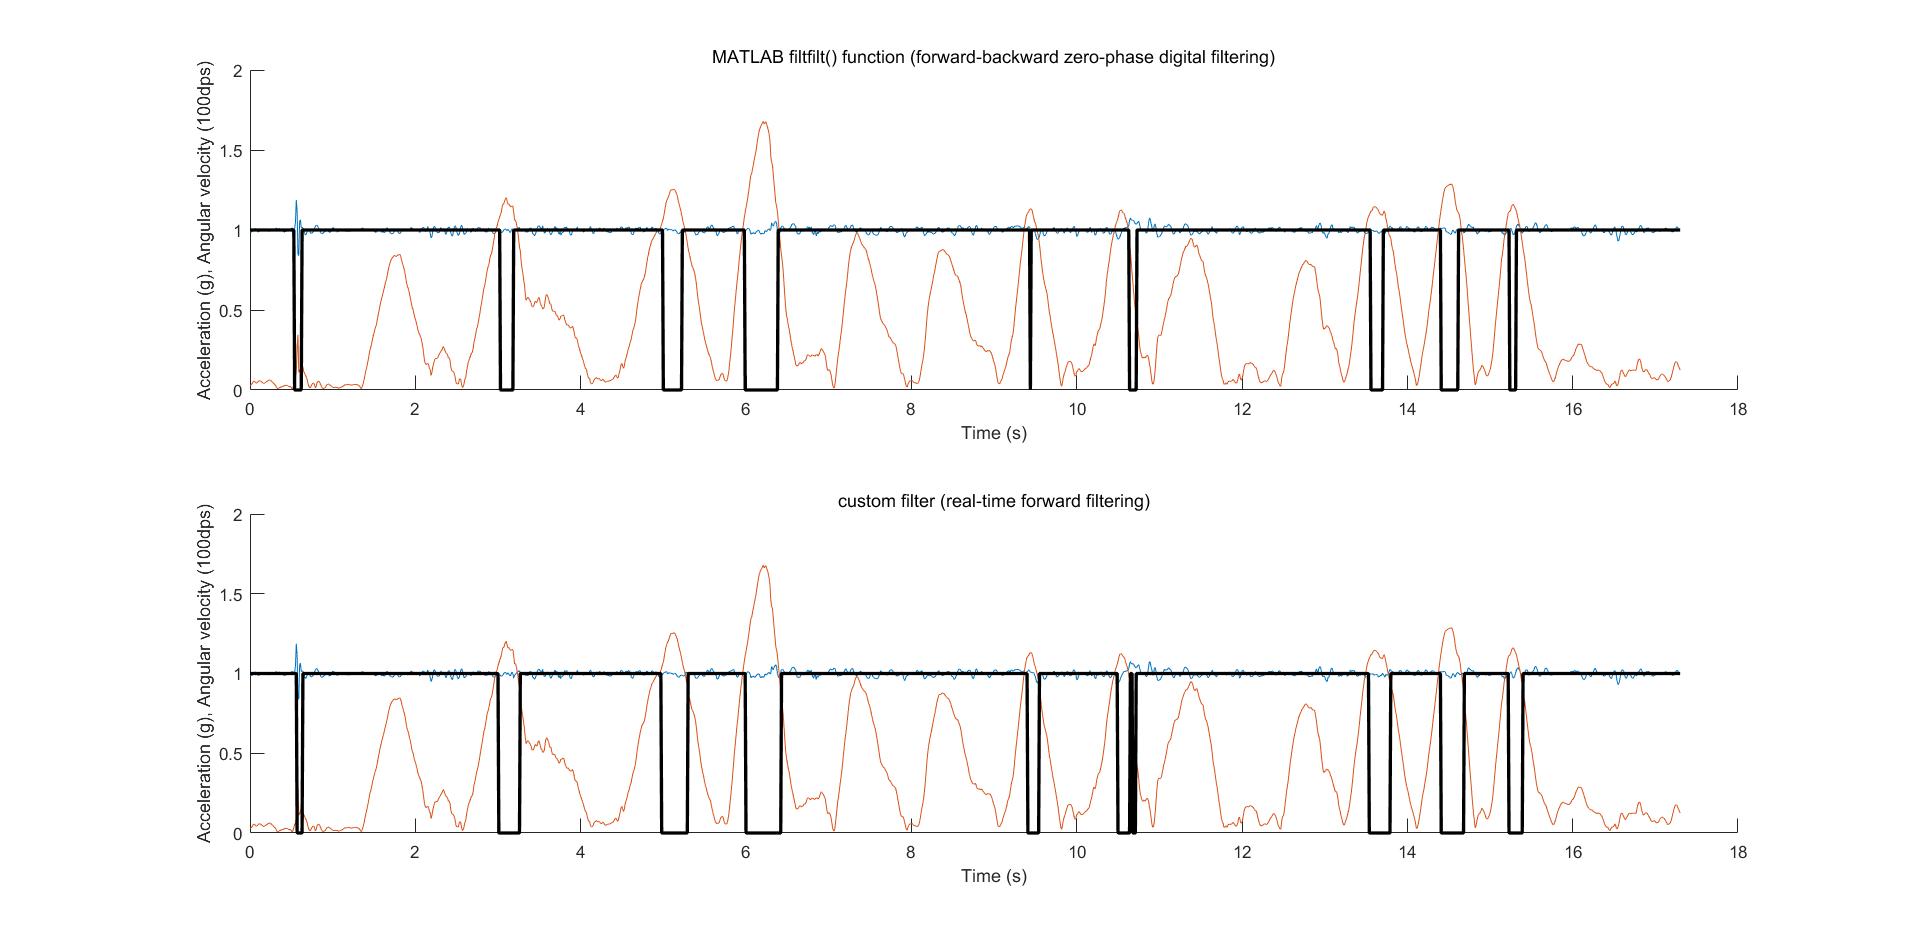 MATLAB filtfilt() function (forward-backward zero-phase digital filtering)
Acceleration (g), Angular velocity (100dps)
2
1.5
1
0.5
0
0 2 4 6 8 10 12 14 16 18
Time (s)
custom filter (real-time forward filtering)
Acceleration (g), Angular velocity (100dps)
2
1.5
1
0.5
0
0 2 4 6 8 10 12 14 16 18
Time (s)